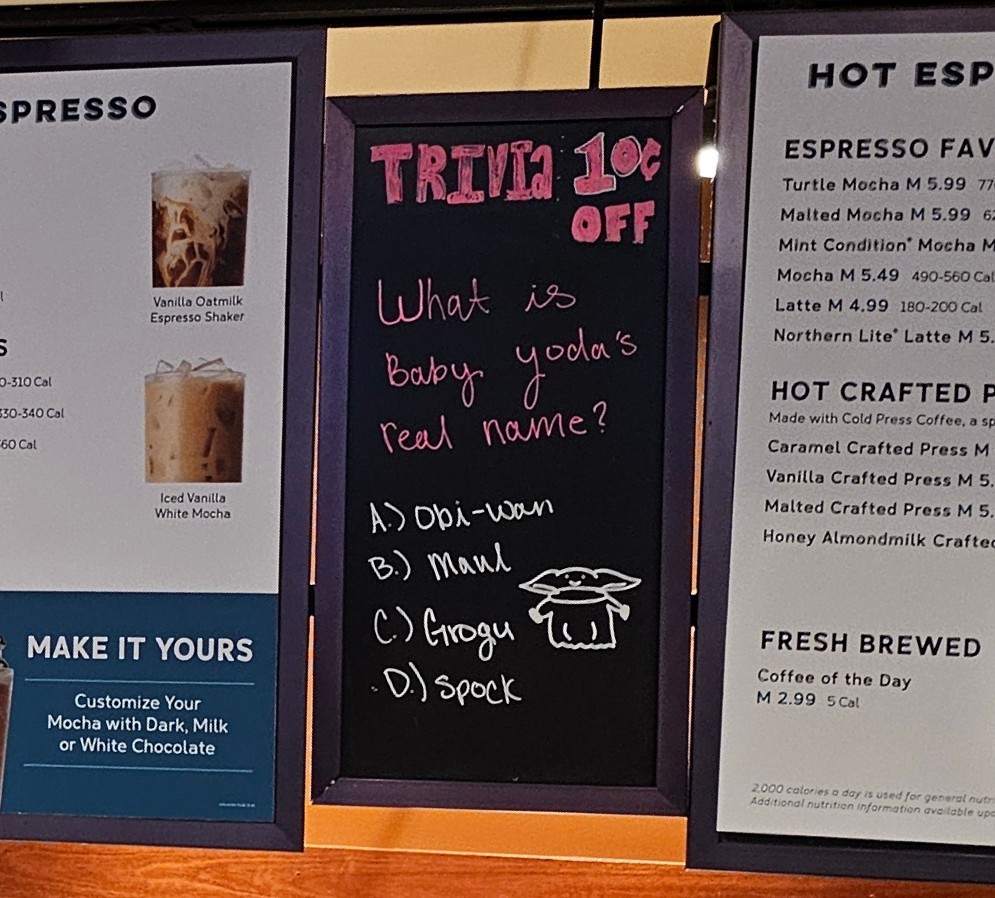 SPRESSO
Vanilla Oatmilk
Espresso Shaker
S
0-310 Cal
330-340 Cal
60 Cal
Iced Vanilla
White Mocha
MAKE IT YOURS
Customize Your
Mocha with Dark, Milk
or White Chocolate
TRIVIa 10¢
OFF
What is
Baby yoda's
real name?
A.) Obi-wan
B.) Maul
C.) Grogu
D.) Spock
HOT ESP
ESPRESSO FAV
Turtle Mocha M 5.99 77
Malted Mocha M 5.99 62
Mint Condition® Mocha M
Mocha M 5.49 490-560 Cal
Latte M 4.99 180-200 Cal
Northern Lite® Latte M 5.
HOT CRAFTED P
Made with Cold Press Coffee, a sp
Caramel Crafted Press M
Vanilla Crafted Press M 5.
Malted Crafted Press M 5.
Honey Almondmilk Crafted
FRESH BREWED
Coffee of the Day
M 2.99 5 Cal
2,000 calories a day is used for general nutri
Additional nutrition information available upo